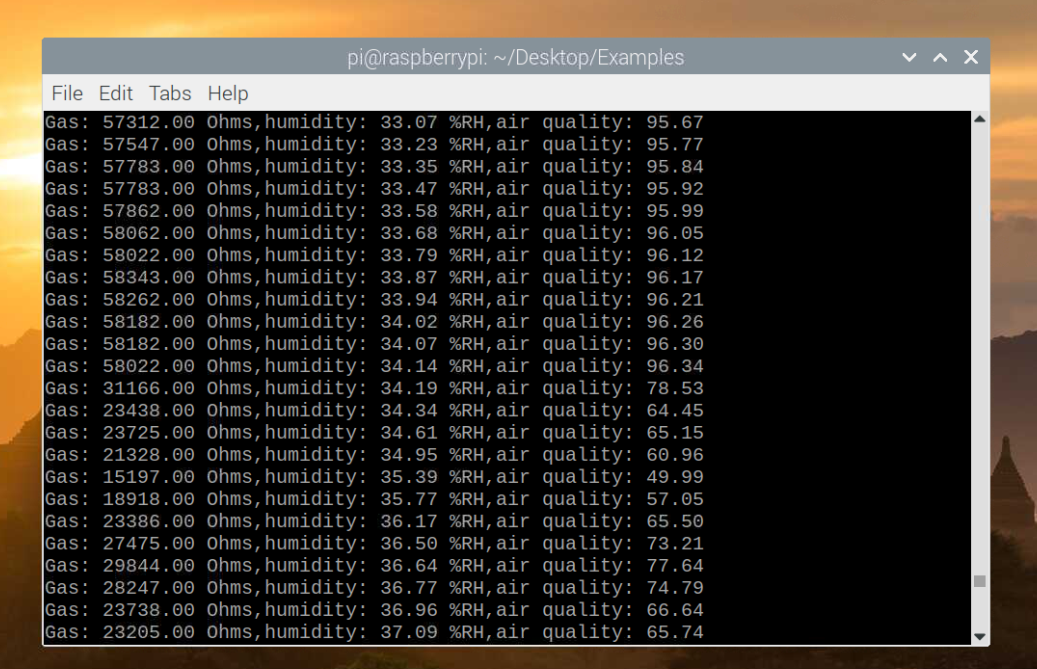 pi@raspberrypi: ~/Desktop/Examples
File Edit Tabs Help
Gas: 57312.00 Ohms,humidity: 33.07 %RH,air quality: 95.67
Gas: 57547.00 Ohms,humidity: 33.23 %RH,air quality: 95.77
Gas: 57783.00 Ohms,humidity: 33.35 %RH,air quality: 95.84
Gas: 57783.00 Ohms,humidity: 33.47 %RH,air quality: 95.92
Gas: 57862.00 Ohms,humidity: 33.58 %RH,air quality: 95.99
Gas: 58062.00 Ohms,humidity: 33.68 %RH,air quality: 96.05
Gas: 58022.00 Ohms,humidity: 33.79 %RH,air quality: 96.12
Gas: 58343.00 Ohms,humidity: 33.87 %RH,air quality: 96.17
Gas: 58262.00 Ohms,humidity: 33.94 %RH,air quality: 96.21
Gas: 58182.00 Ohms,humidity: 34.02 %RH,air quality: 96.26
Gas: 58182.00 Ohms,humidity: 34.07 %RH,air quality: 96.30
Gas: 58022.00 Ohms,humidity: 34.14 %RH,air quality: 96.34
Gas: 31166.00 Ohms,humidity: 34.19 %RH,air quality: 78.53
Gas: 23438.00 Ohms,humidity: 34.34 %RH,air quality: 64.45
Gas: 23725.00 Ohms,humidity: 34.61 %RH,air quality: 65.15
Gas: 21328.00 Ohms,humidity: 34.95 %RH,air quality: 60.96
Gas: 15197.00 Ohms,humidity: 35.39 %RH,air quality: 49.99
Gas: 18918.00 Ohms,humidity: 35.77 %RH,air quality: 57.05
Gas: 23386.00 Ohms,humidity: 36.17 %RH,air quality: 65.50
Gas: 27475.00 Ohms,humidity: 36.50 %RH,air quality: 73.21
Gas: 29844.00 Ohms,humidity: 36.64 %RH,air quality: 77.64
Gas: 28247.00 Ohms,humidity: 36.77 %RH,air quality: 74.79
Gas: 23738.00 Ohms,humidity: 36.96 %RH,air quality: 66.64
Gas: 23205.00 Ohms,humidity: 37.09 %RH,air quality: 65.74